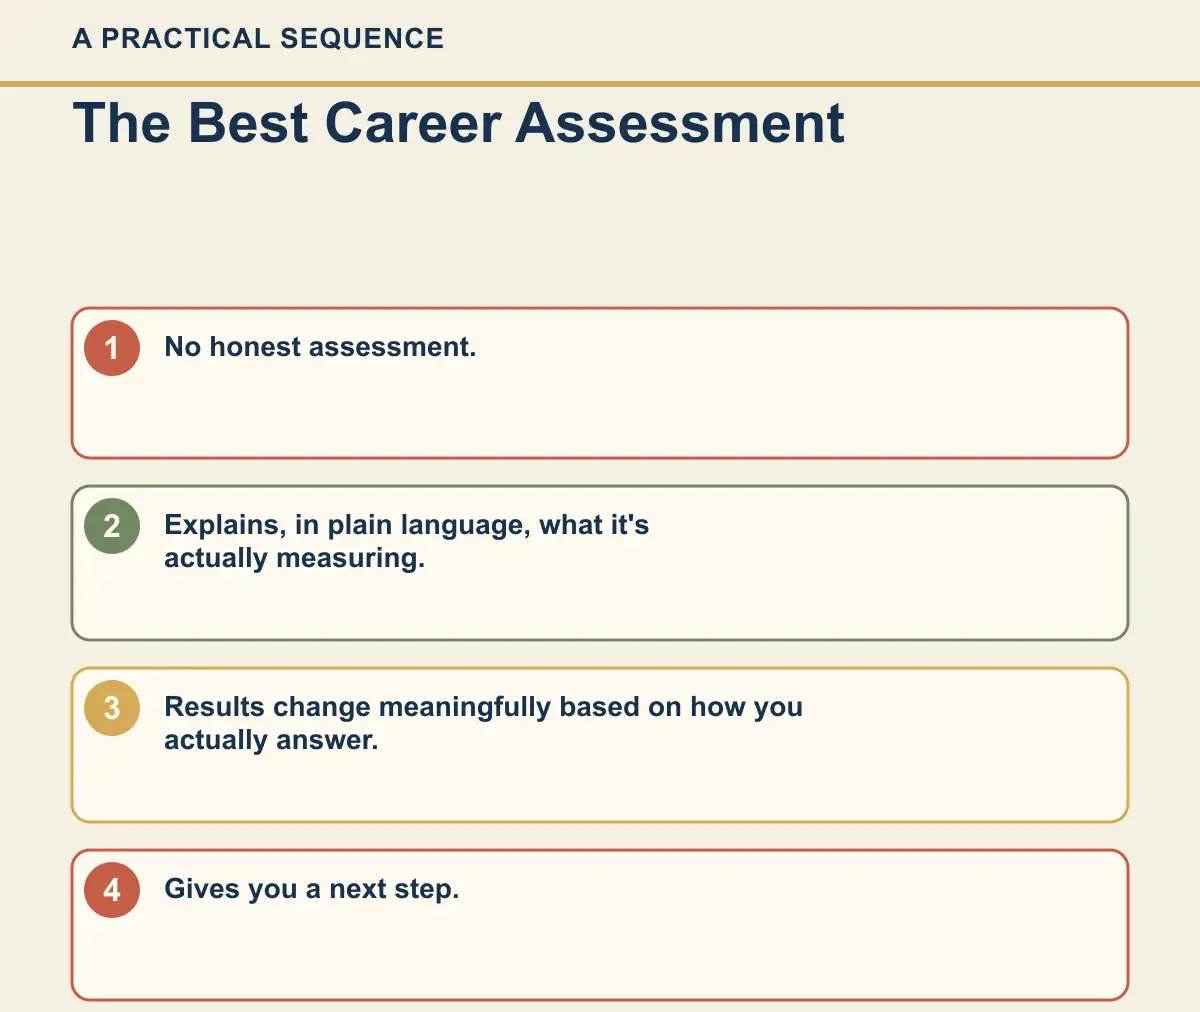 A PRACTICAL SEQUENCE
The Best Career Assessment
1
No honest assessment.
2
Explains, in plain language, what it's
actually measuring.
3
Results change meaningfully based on how you
actually answer.
4
Gives you a next step.